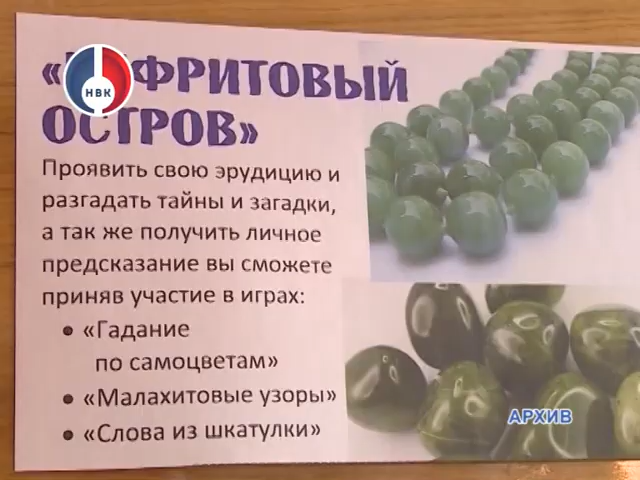 НВК
«НЕФРИТОВЫЙ
ОСТРОВ»
Проявить свою эрудицию и
разгадать тайны и загадки,
а так же получить личное
предсказание вы сможете
приняв участие в играх:
• «Гадание
по самоцветам»
• «Малахитовые узоры»
• «Слова из шкатулки»
АРХИВ